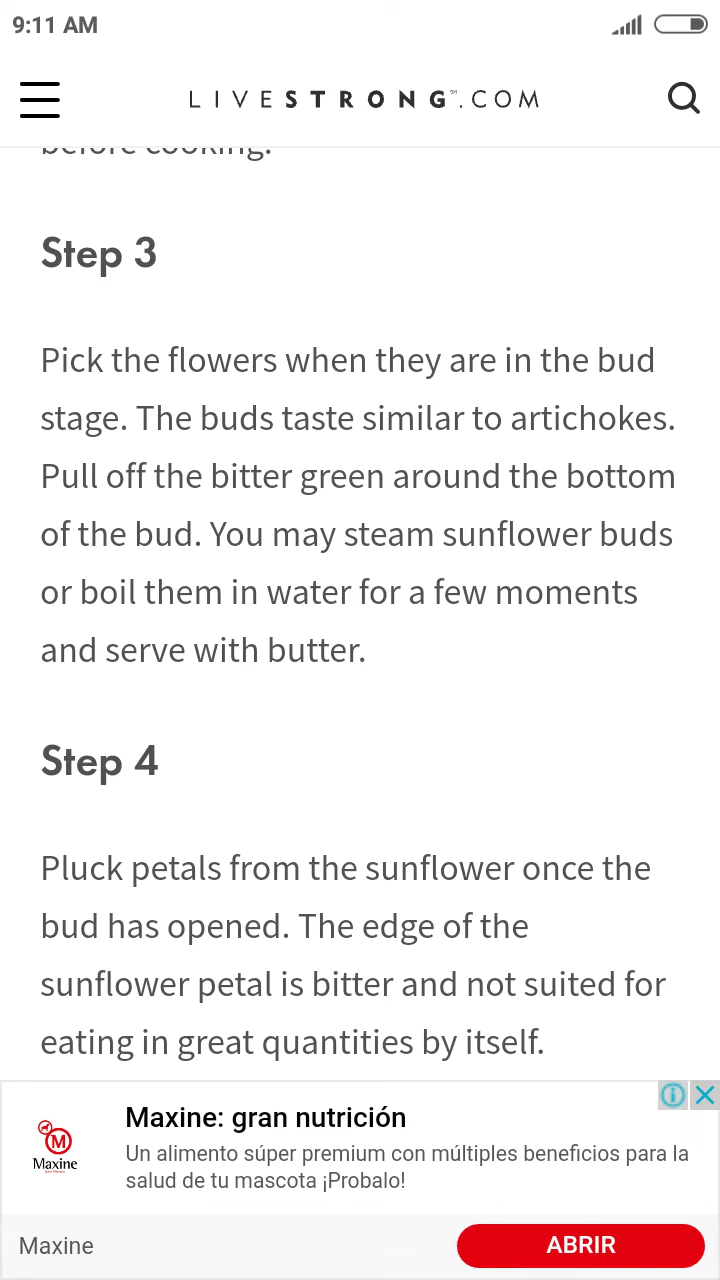 9:11 AM
LIVESTRONG™.COM
before cooking.
Step 3
Pick the flowers when they are in the bud
stage. The buds taste similar to artichokes.
Pull off the bitter green around the bottom
of the bud. You may steam sunflower buds
or boil them in water for a few moments
and serve with butter.
Step 4
Pluck petals from the sunflower once the
bud has opened. The edge of the
sunflower petal is bitter and not suited for
eating in great quantities by itself.
Maxine: gran nutrición
Un alimento súper premium con múltiples beneficios para la
salud de tu mascota ¡Probalo!
M
Maxine
Maxine
ABRIR